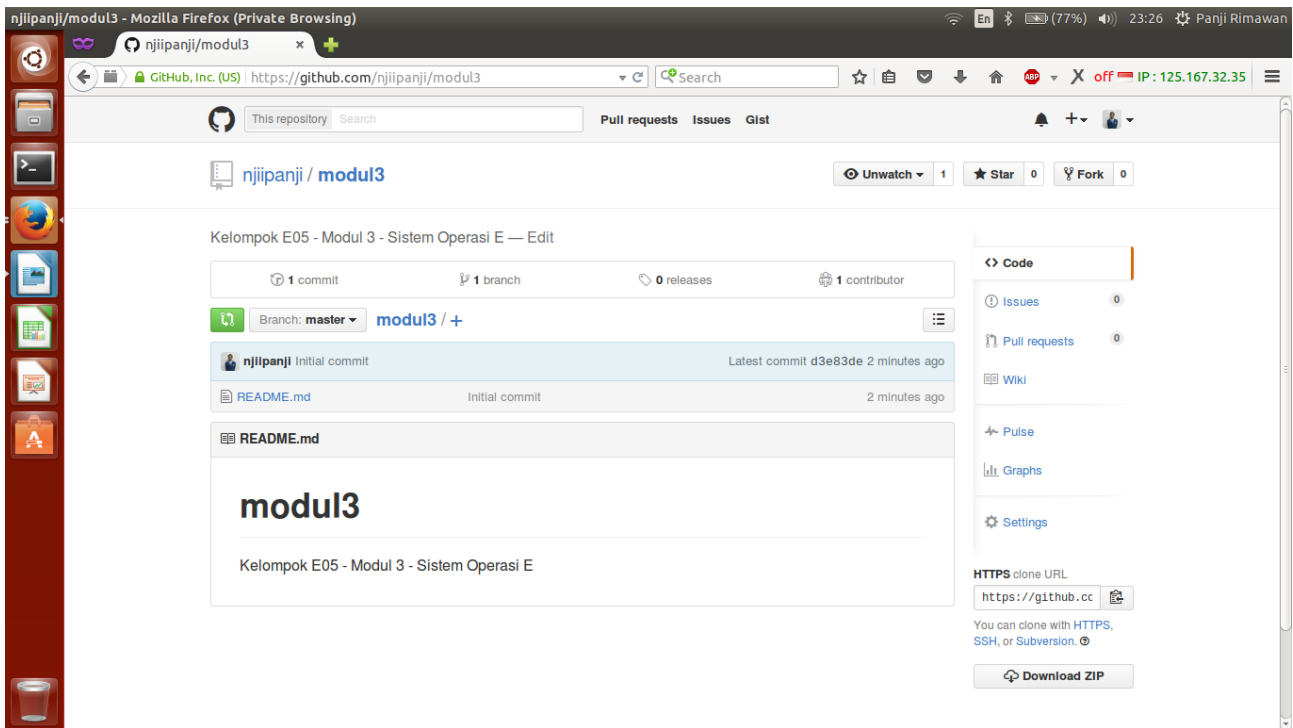 njiipanji/modul3 - Mozilla Firefox (Private Browsing) En (77%) 23:26 Panji Rimawan
njiipanji/modul3
GitHub, Inc. (US) https://github.com/njiipanji/modul3 Search ABP off IP : 125.167.32.35
This repository Search Pull requests Issues Gist
njiipanji / modul3 Unwatch 1 Star 0 Fork 0
Kelompok E05 - Modul 3 - Sistem Operasi E — Edit
1 commit 1 branch 0 releases 1 contributor
Branch: master modul3 / +
njiipanji Initial commit Latest commit d3e83de 2 minutes ago
README.md Initial commit 2 minutes ago
README.md
modul3
Kelompok E05 - Modul 3 - Sistem Operasi E
Code
Issues 0
Pull requests 0
Wiki
Pulse
Graphs
Settings
HTTPS clone URL
https://github.cc
You can clone with HTTPS,
SSH, or Subversion.
Download ZIP